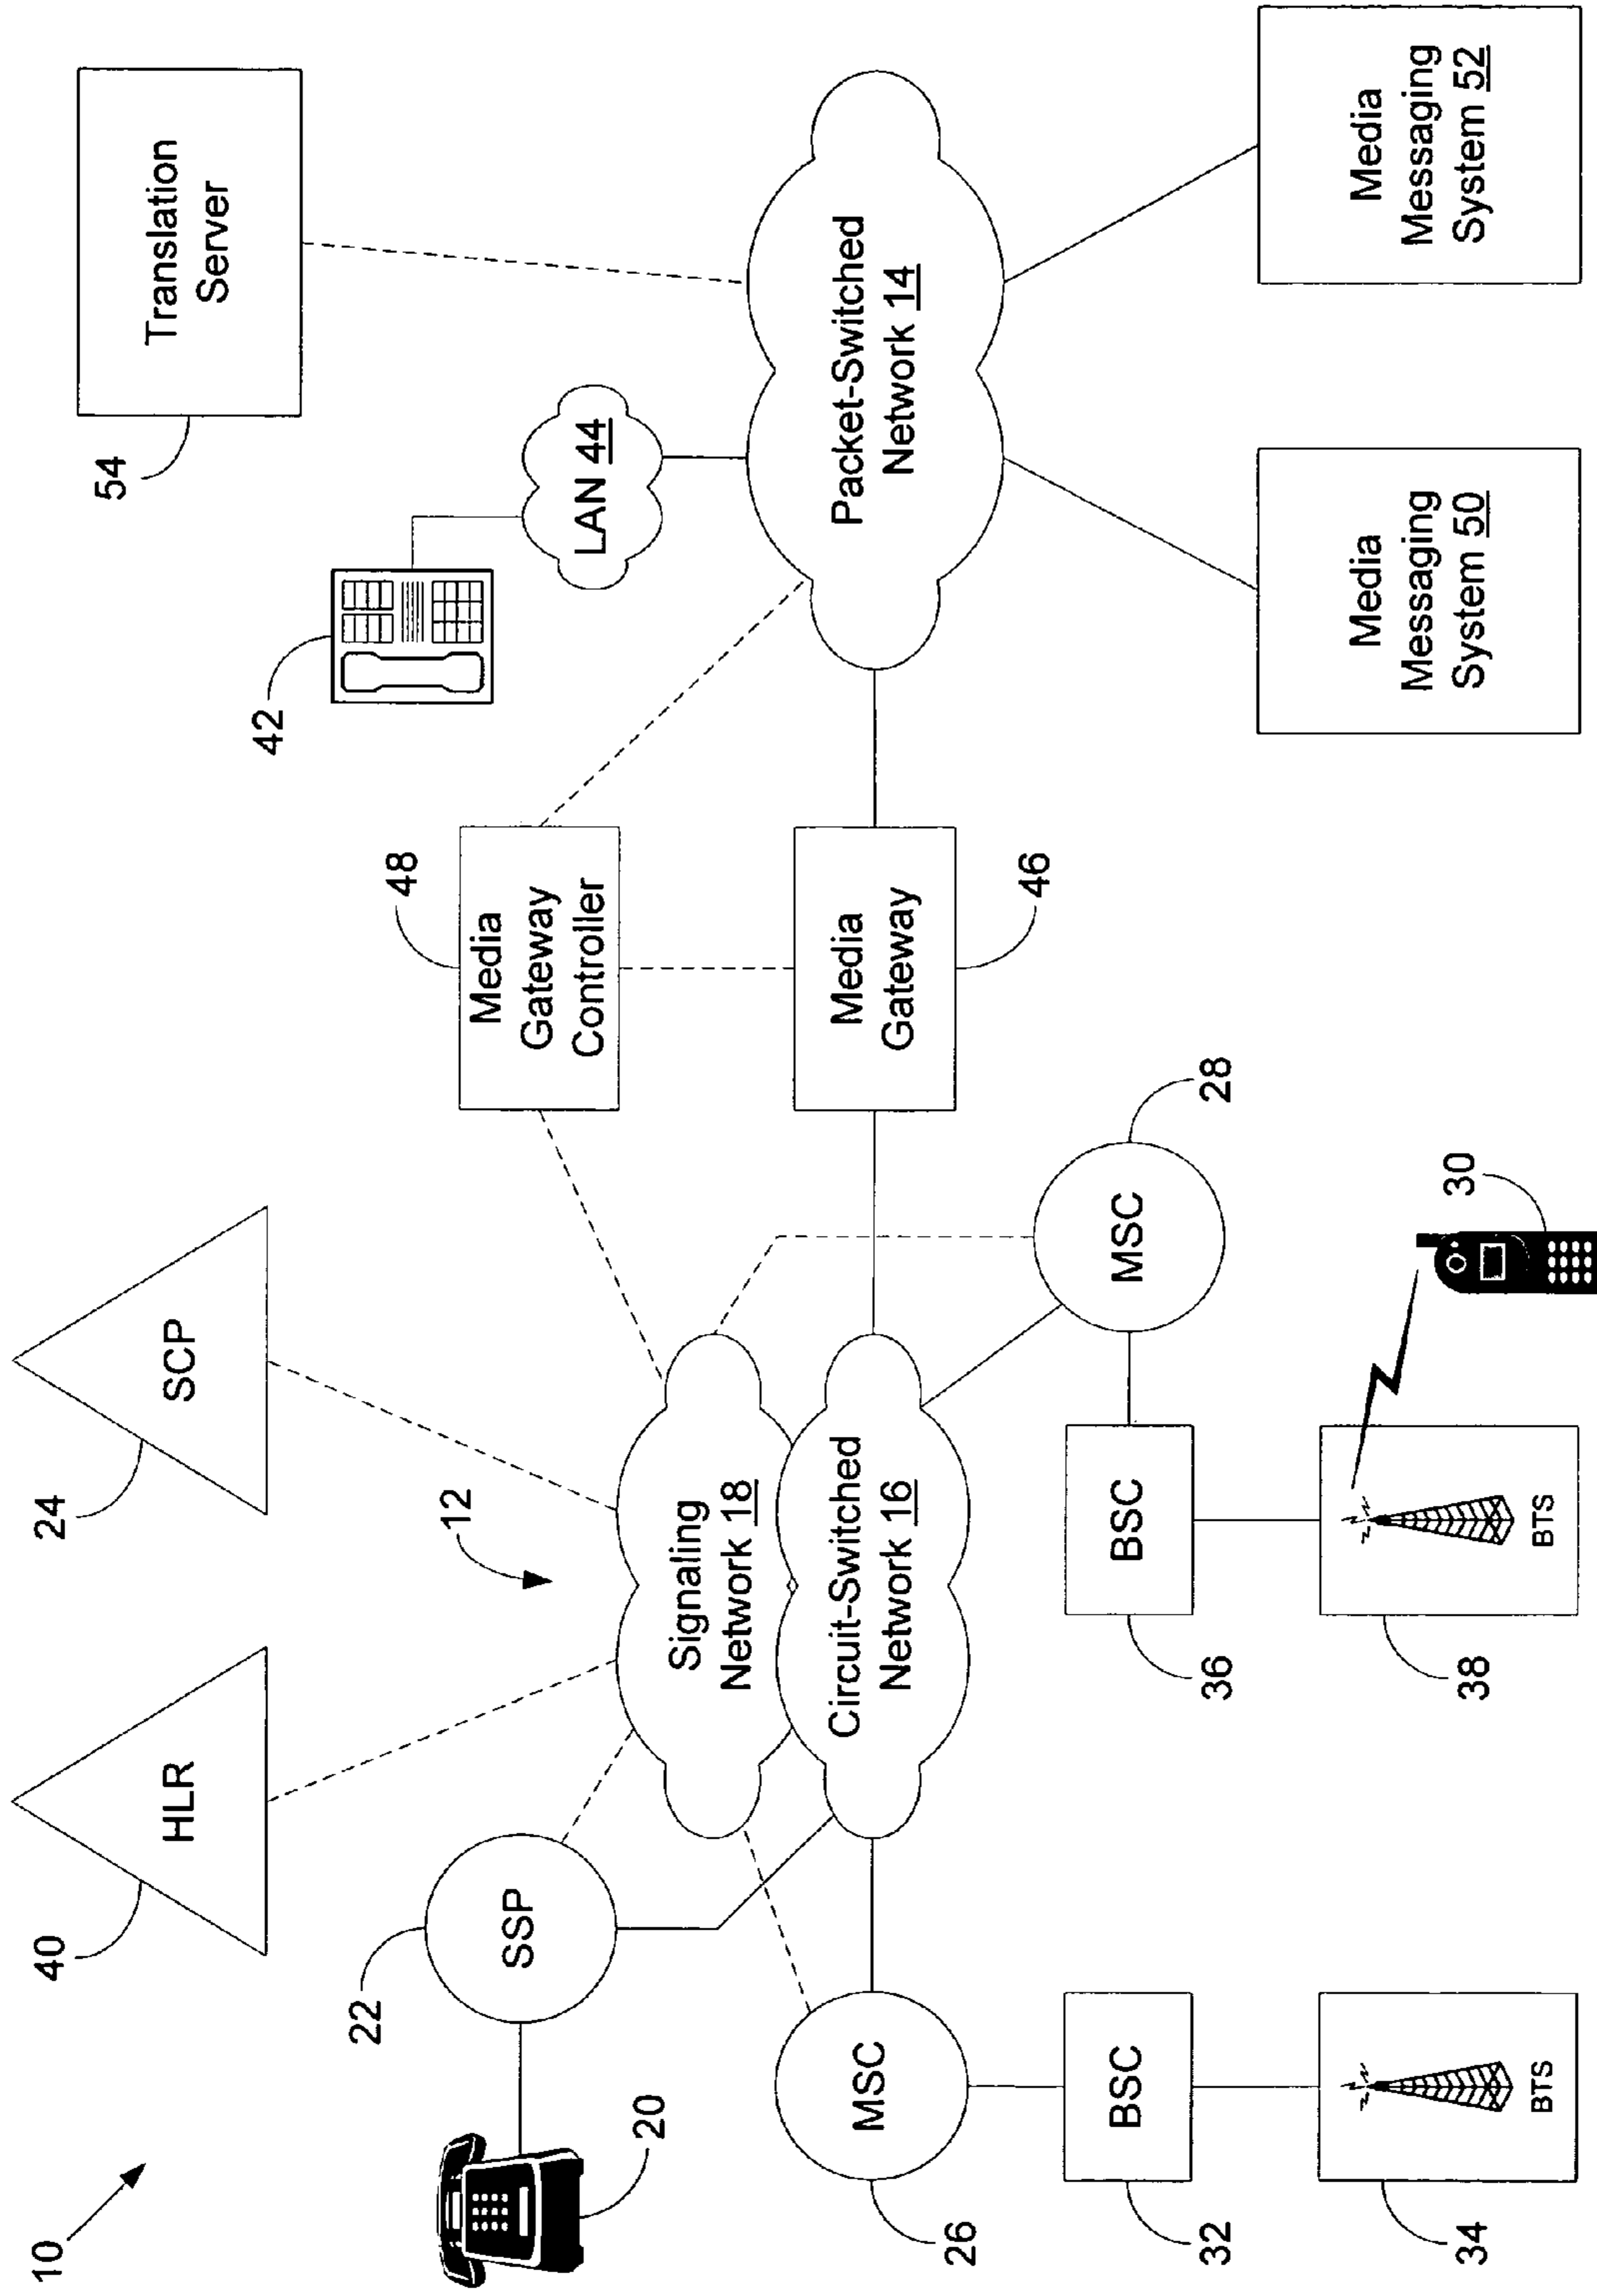 10
40
HLR
24
SCP
54
Translation
Server
12
22
SSP
20
Signaling
Network 18
Circuit-Switched
Network 16
48
Media
Gateway
Controller
Media
Gateway
46
42
LAN 44
Packet-Switched
Network 14
MSC
26
BSC
32
BTS
34
MSC
28
BSC
36
BTS
38
30
Media
Messaging
System 50
Media
Messaging
System 52